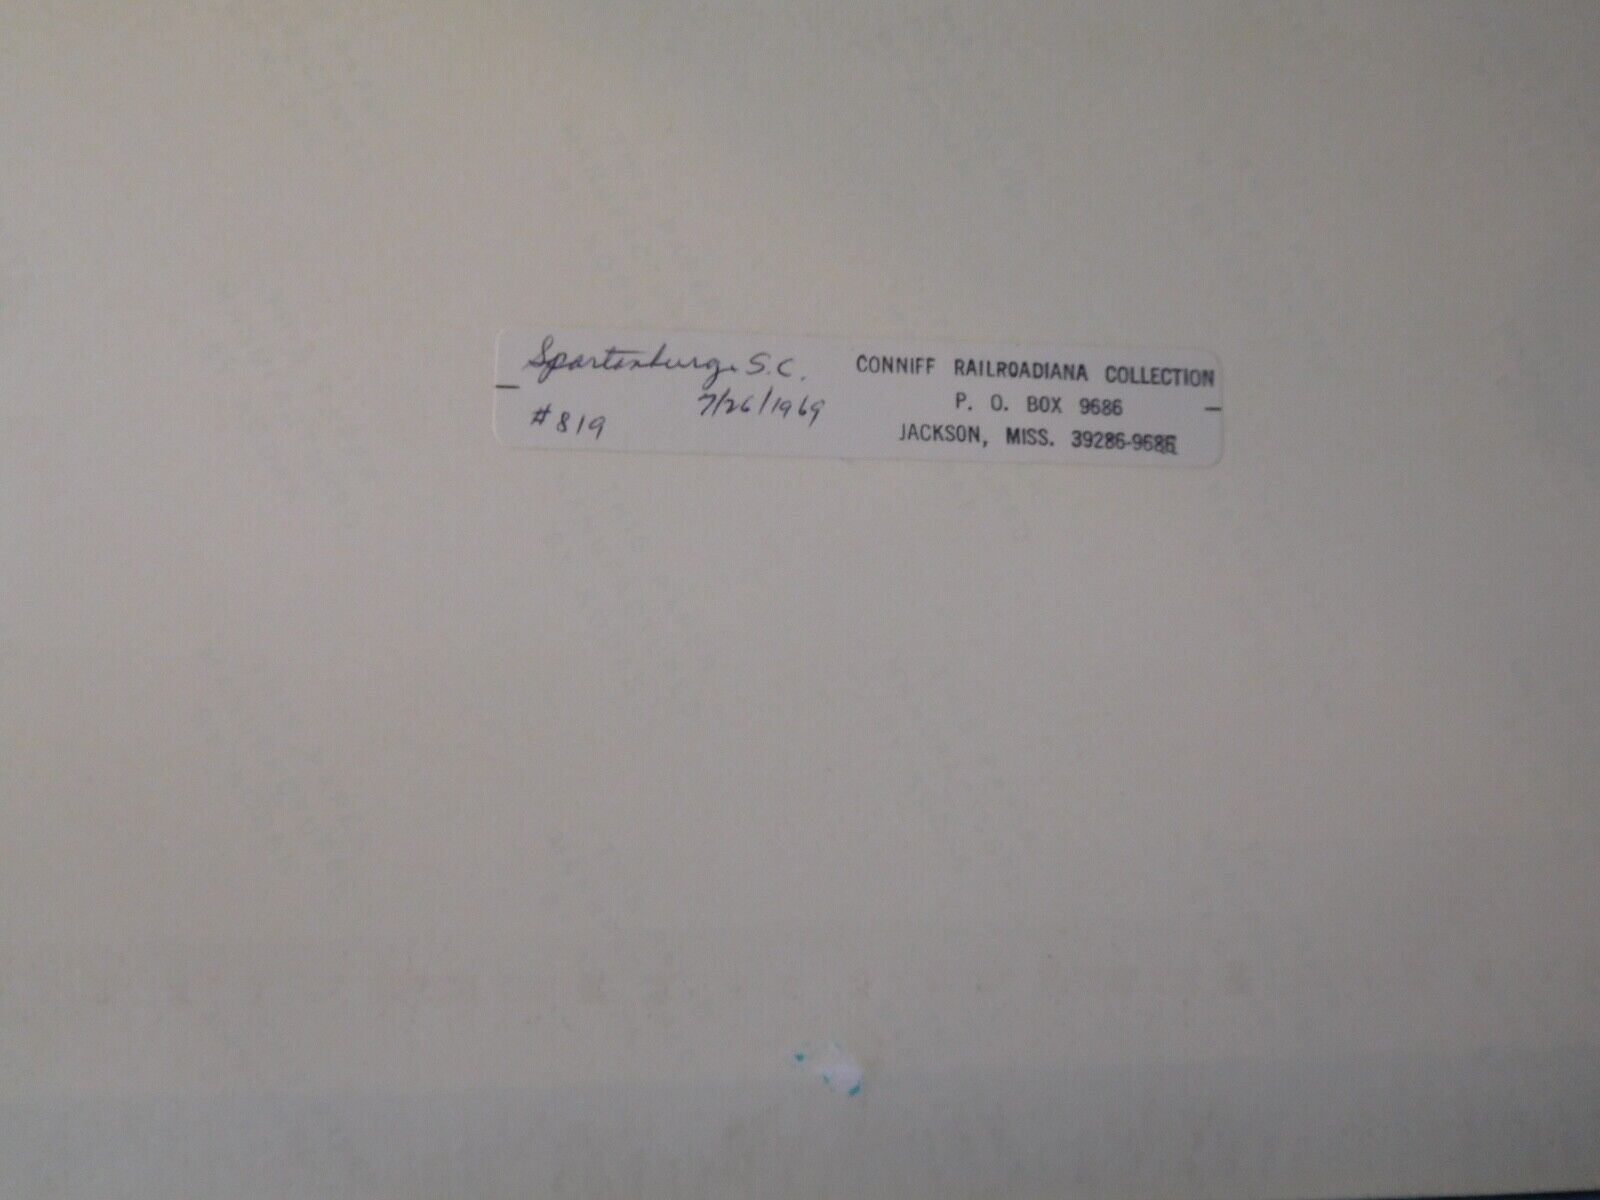 Spartanburg, S.C.
7/26/1969
#819
CONNIFF RAILROADIANA COLLECTION
P. O. BOX 9686
JACKSON, MISS. 39286-9686